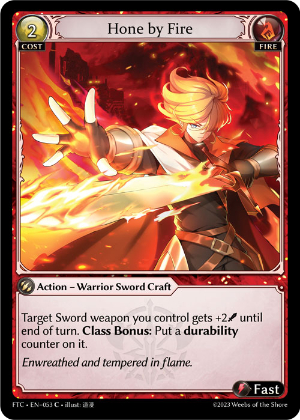 2
Hone by Fire
COST
FIRE
Action – Warrior Sword Craft
Fast
Target Sword weapon you control gets +2 until
end of turn. Class Bonus: Put a durability
counter on it.
Enwreathed and tempered in flame.
FTC • EN–053 C • illust: 道湲
©2023 Weebs of the Shore